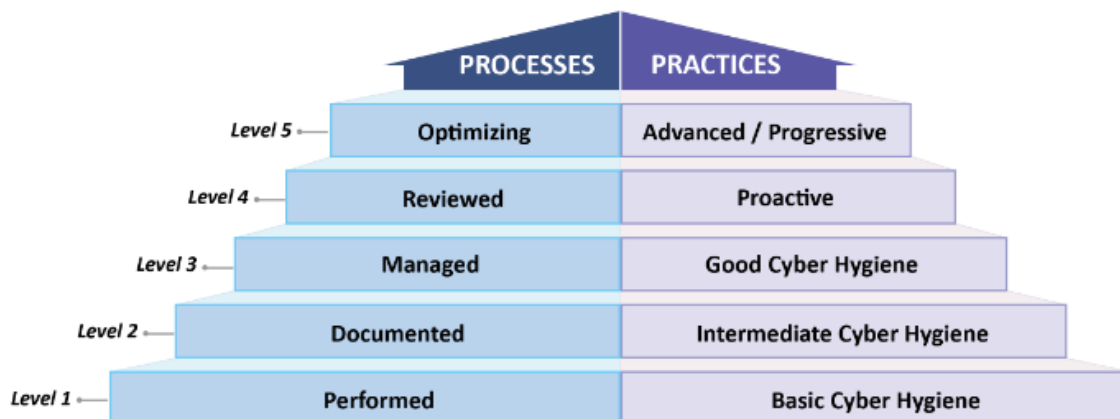 PROCESSES PRACTICES
Level 5 Optimizing Advanced / Progressive
Level 4 Reviewed Proactive
Level 3 Managed Good Cyber Hygiene
Level 2 Documented Intermediate Cyber Hygiene
Level 1 Performed Basic Cyber Hygiene